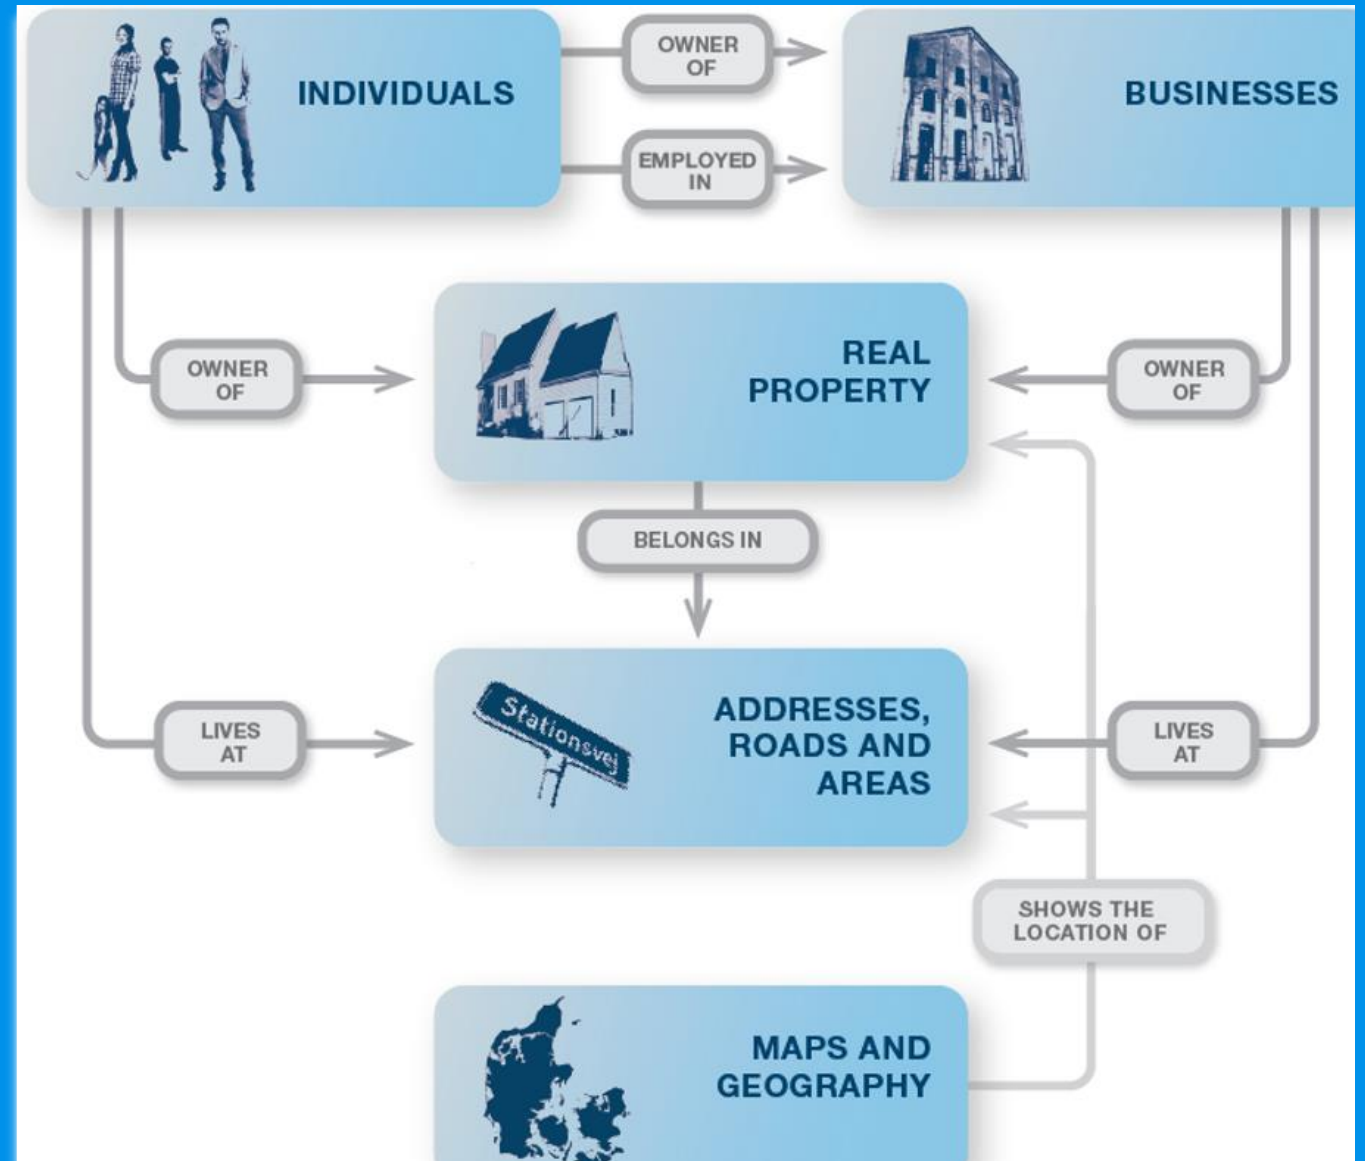 INDIVIDUALS
OWNER
OF
EMPLOYED
IN
BUSINESSES
OWNER
OF
REAL
PROPERTY
OWNER
OF
BELONGS IN
LIVES
AT
Stationsvej
ADDRESSES,
ROADS AND
AREAS
LIVES
AT
SHOWS THE
LOCATION OF
MAPS AND
GEOGRAPHY